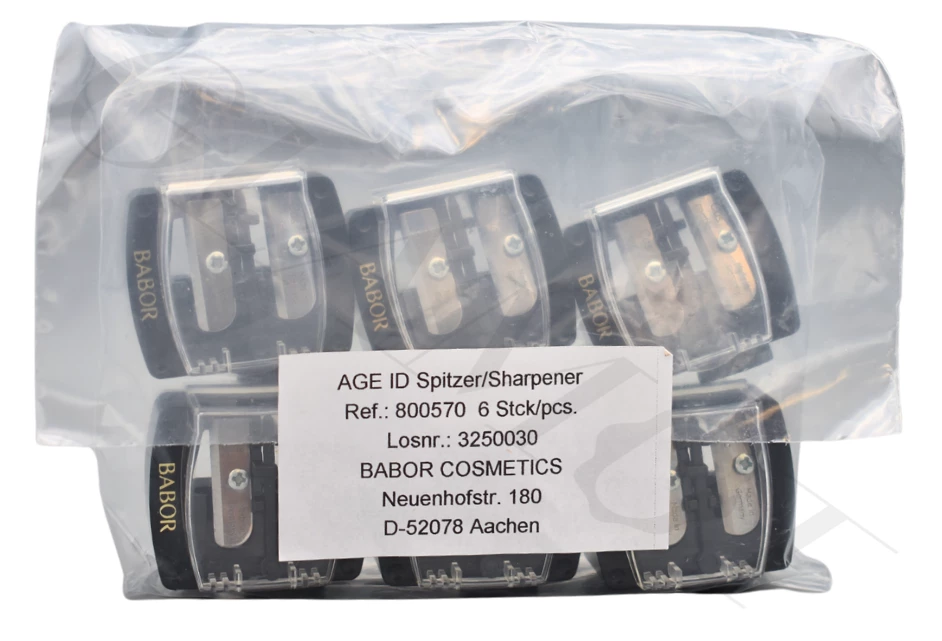 BABOR
BABOR
BABOR
AGE ID Spitzer/Sharpener
Ref.: 800570 6 Stck/pcs.
Losnr.: 3250030
BABOR COSMETICS
Neuenhofstr. 180
D-52078 Aachen
BABOR